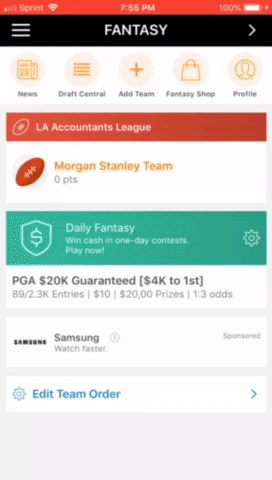 Sprint 7:55 PM 100%
FANTASY
News Draft Central Add Team Fantasy Shop Profile
LA Accountants League
Morgan Stanley Team
0 pts
Daily Fantasy
Win cash in one-day contests.
Play now!
PGA $20K Guaranteed [$4K to 1st]
89/2.3K Entries | $10 | $20,00 Prizes | 1:3 odds
SAMSUNG Samsung Sponsored
Watch faster.
Edit Team Order